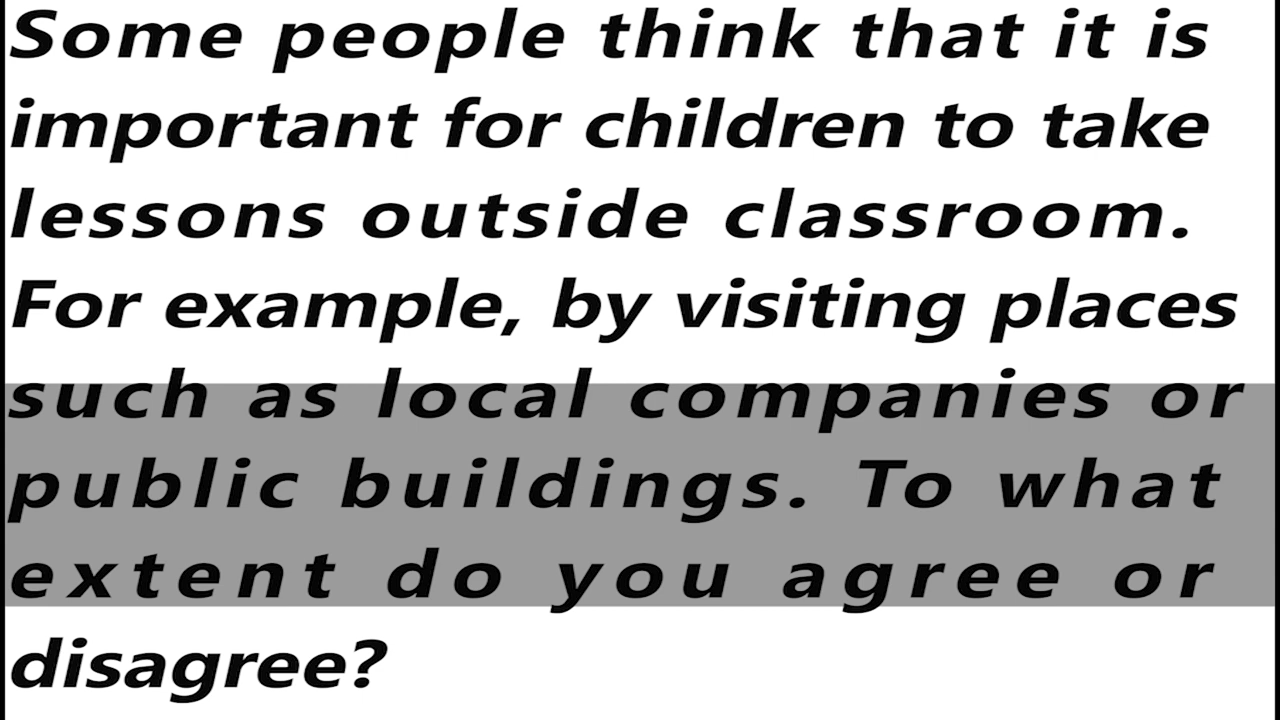 Some people think that it is
important for children to take
lessons outside classroom.
For example, by visiting places
such as local companies or
public buildings. To what
extent do you agree or
disagree?